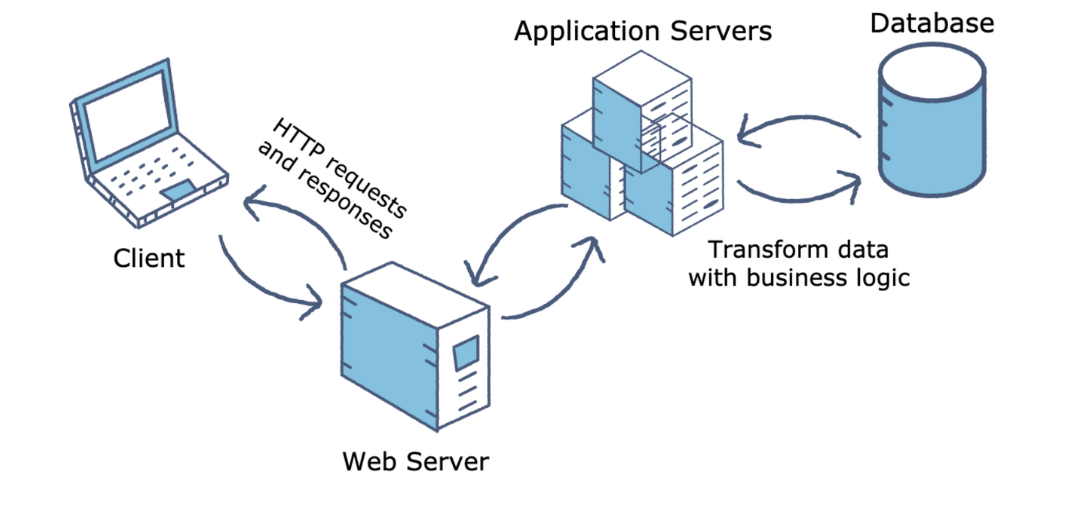 Application Servers
Database
HTTP requests
and responses
Client
Transform data
with business logic
Web Server